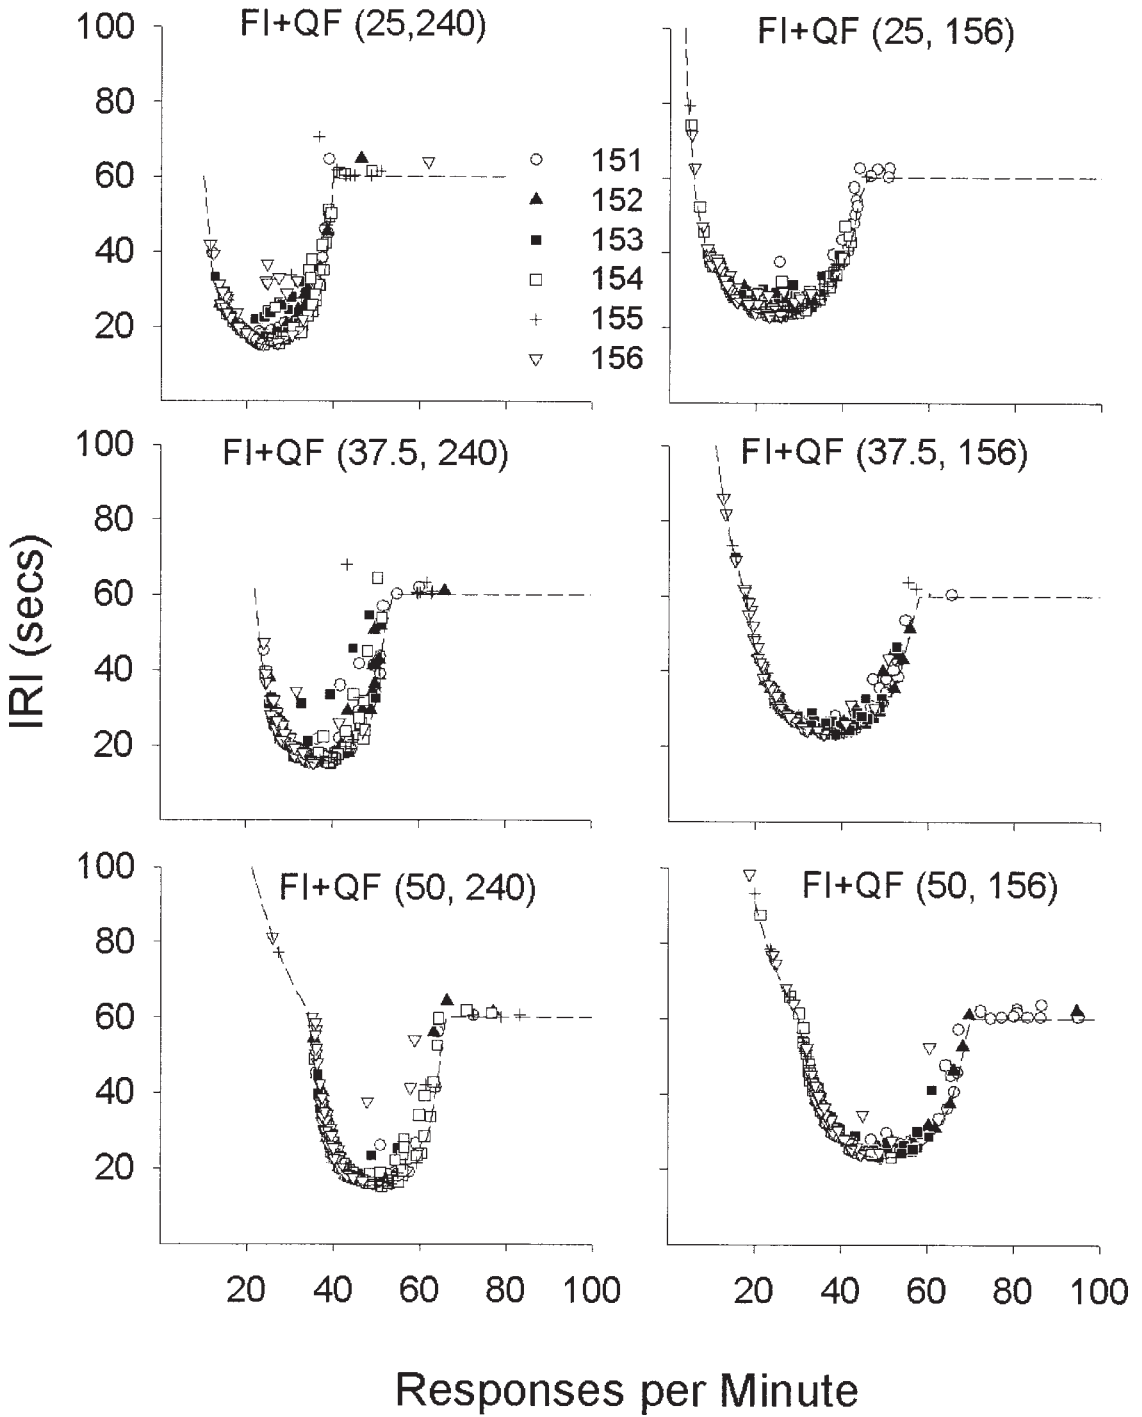 FI+QF (25,240)
FI+QF (25, 156)
100
80
60
40
20
151
152
153
154
155
156
FI+QF (37.5, 240)
FI+QF (37.5, 156)
100
80
60
40
20
IRI (secs)
FI+QF (50, 240)
FI+QF (50, 156)
100
80
60
40
20
20 40 60 80 100
20 40 60 80 100
Responses per Minute